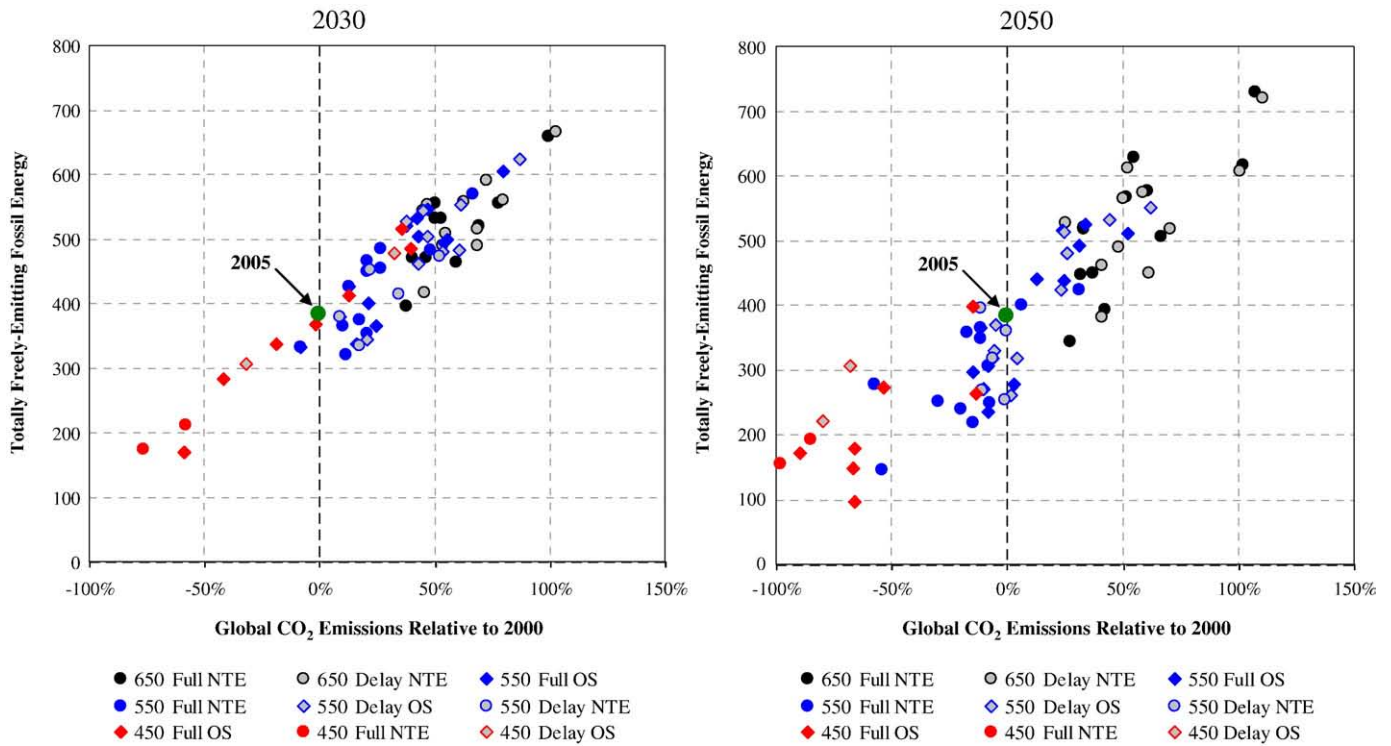 2030
Totally Freely-Emitting Fossil Energy
800
700
600
500
400
300
200
100
0
2005
-100% -50% 0% 50% 100% 150%
Global CO₂ Emissions Relative to 2000
650 Full NTE 650 Delay NTE 550 Full OS
550 Full NTE 550 Delay OS 550 Delay NTE
450 Full OS 450 Full NTE 450 Delay OS
2050
Totally Freely-Emitting Fossil Energy
800
700
600
500
400
300
200
100
0
2005
-100% -50% 0% 50% 100% 150%
Global CO₂ Emissions Relative to 2000
650 Full NTE 650 Delay NTE 550 Full OS
550 Full NTE 550 Delay OS 550 Delay NTE
450 Full OS 450 Full NTE 450 Delay OS